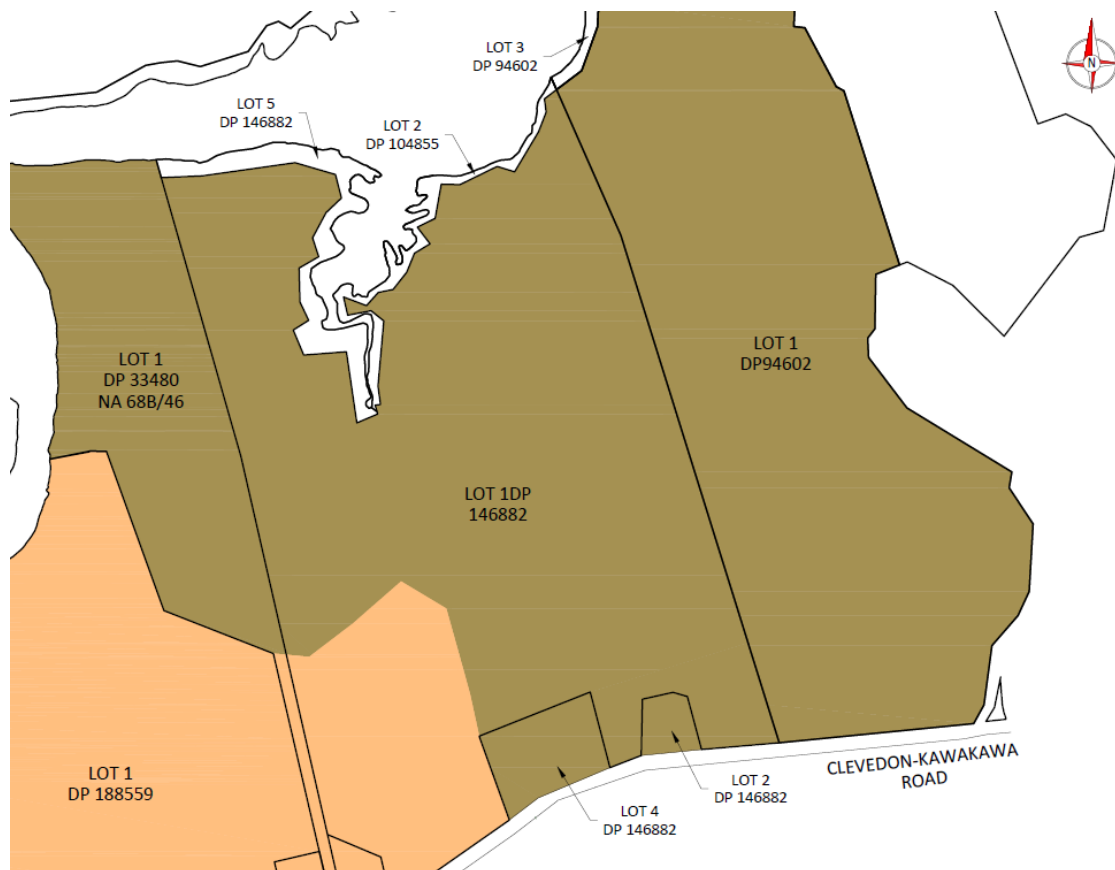 LOT 3
DP 94602
N
LOT 5
DP 146882
LOT 2
DP 104855
LOT 1
DP 33480
NA 68B/46
LOT 1
DP94602
LOT 1DP
146882
LOT 1
DP 188559
CLEVEDON-KAWAKAWA
ROAD
LOT 2
DP 146882
LOT 4
DP 146882